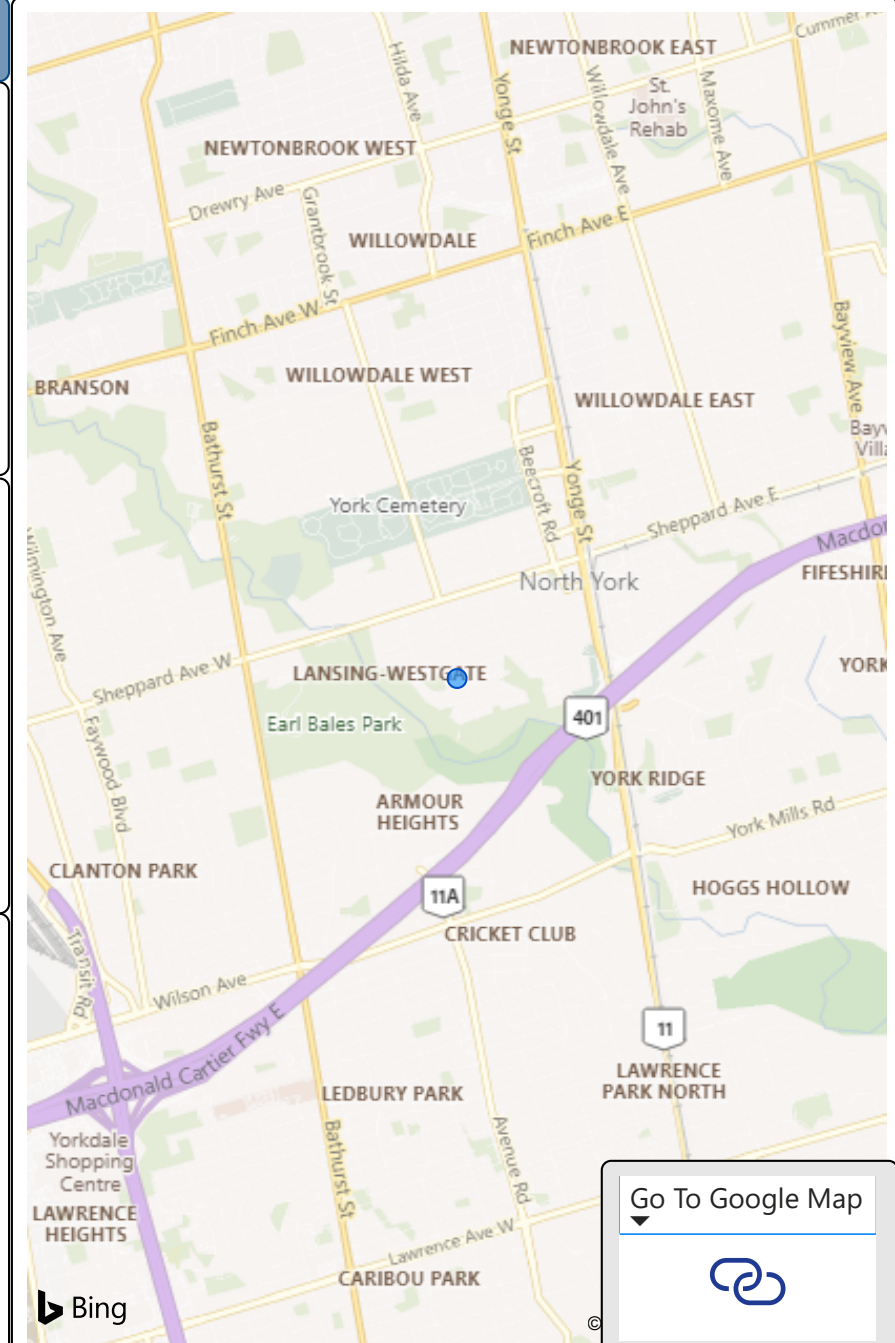 Cummer Ave
NEWTONBROOK EAST
Hilda Ave
Yonge St
Willowdale Ave
St.
John's
Rehab
Maxome Ave
NEWTONBROOK WEST
Drewry Ave
Grantbrook St
WILLOWDALE
Finch Ave E
Finch Ave W
Bayview Ave
BRANSON
WILLOWDALE WEST
WILLOWDALE EAST
Bathurst St
Bayv
Villa
Beecroft Rd
Yonge St
York Cemetery
Sheppard Ave E
Macdon
Wilmington Ave
North York
FIFESHIRE
Sheppard Ave W
LANSING-WESTGATE
YORK
Earl Bales Park
401
Faywood Blvd
YORK RIDGE
ARMOUR
HEIGHTS
York Mills Rd
CLANTON PARK
11A
HOGGS HOLLOW
CRICKET CLUB
Transit Rd
Wilson Ave
11
Macdonald Cartier Fwy E
LAWRENCE
PARK NORTH
LEDBURY PARK
Yorkdale
Shopping
Centre
Bathurst St
Avenue Rd
LAWRENCE
HEIGHTS
Go To Google Map
Lawrence Ave W
CARIBOU PARK
Bing
©